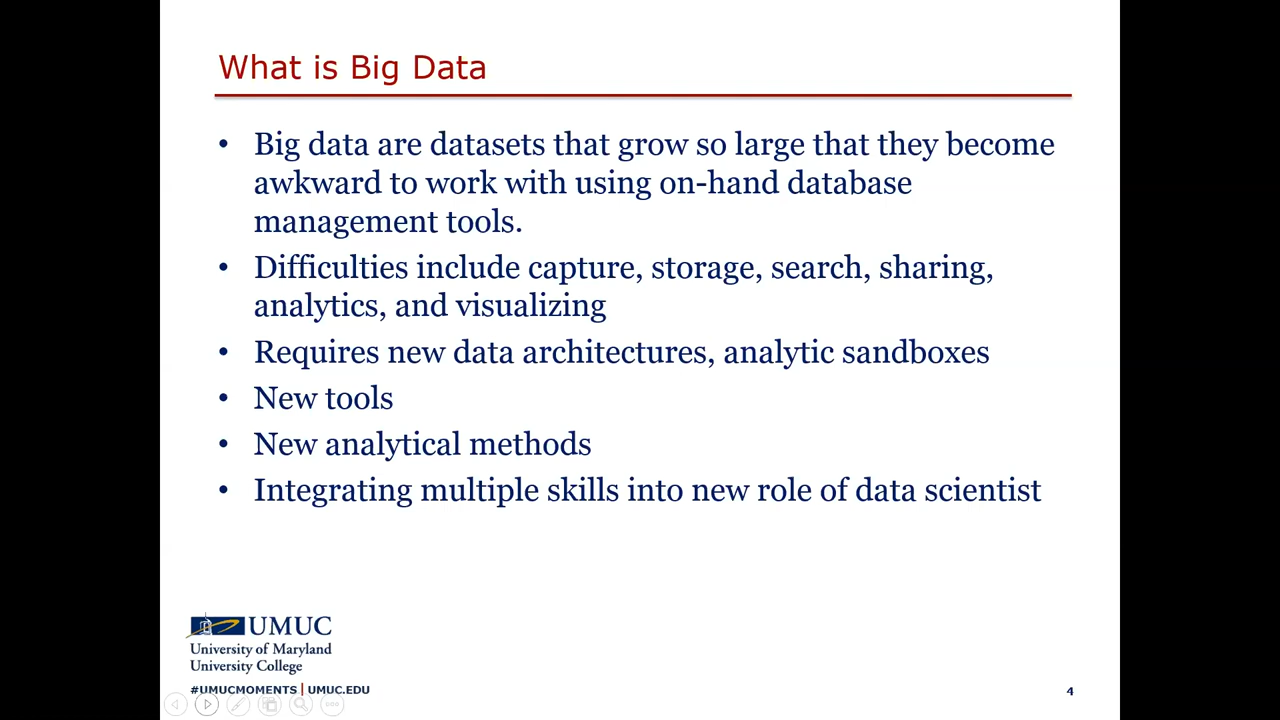 What is Big Data
• Big data are datasets that grow so large that they become
awkward to work with using on-hand database
management tools.
• Difficulties include capture, storage, search, sharing,
analytics, and visualizing
• Requires new data architectures, analytic sandboxes
• New tools
• New analytical methods
• Integrating multiple skills into new role of data scientist
UMUC
University of Maryland
University College
#UMUCMOMENTS | UMUC.EDU
4